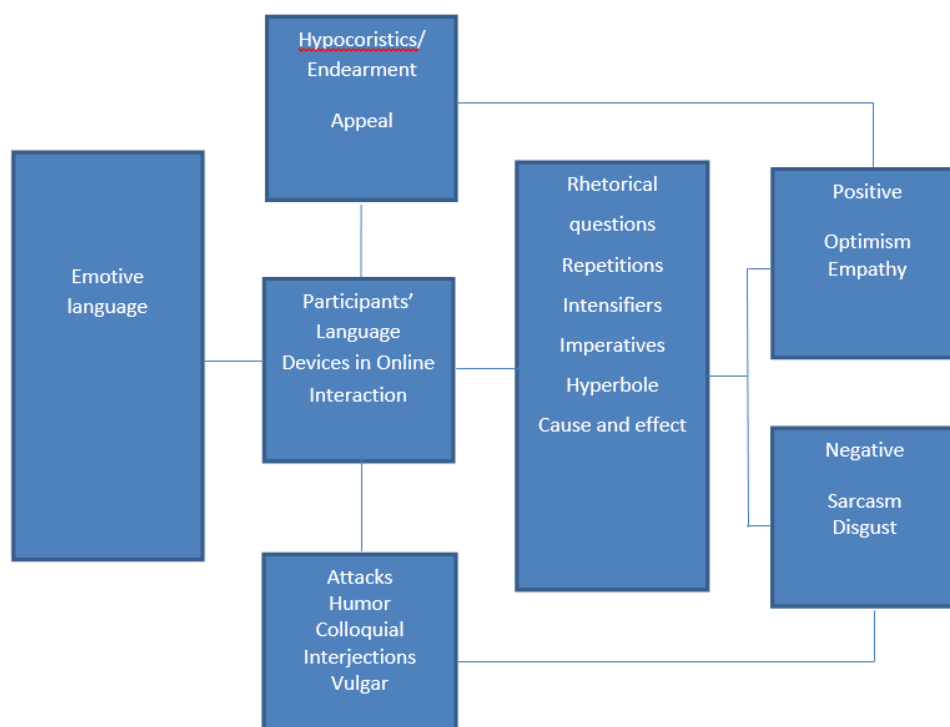 Hypocoristics/
Endearment
Appeal
Emotive
language
Participants’
Language
Devices in Online
Interaction
Rhetorical
questions
Repetitions
Intensifiers
Imperatives
Hyperbole
Cause and effect
Positive
Optimism
Empathy
Negative
Sarcasm
Disgust
Attacks
Humor
Colloquial
Interjections
Vulgar